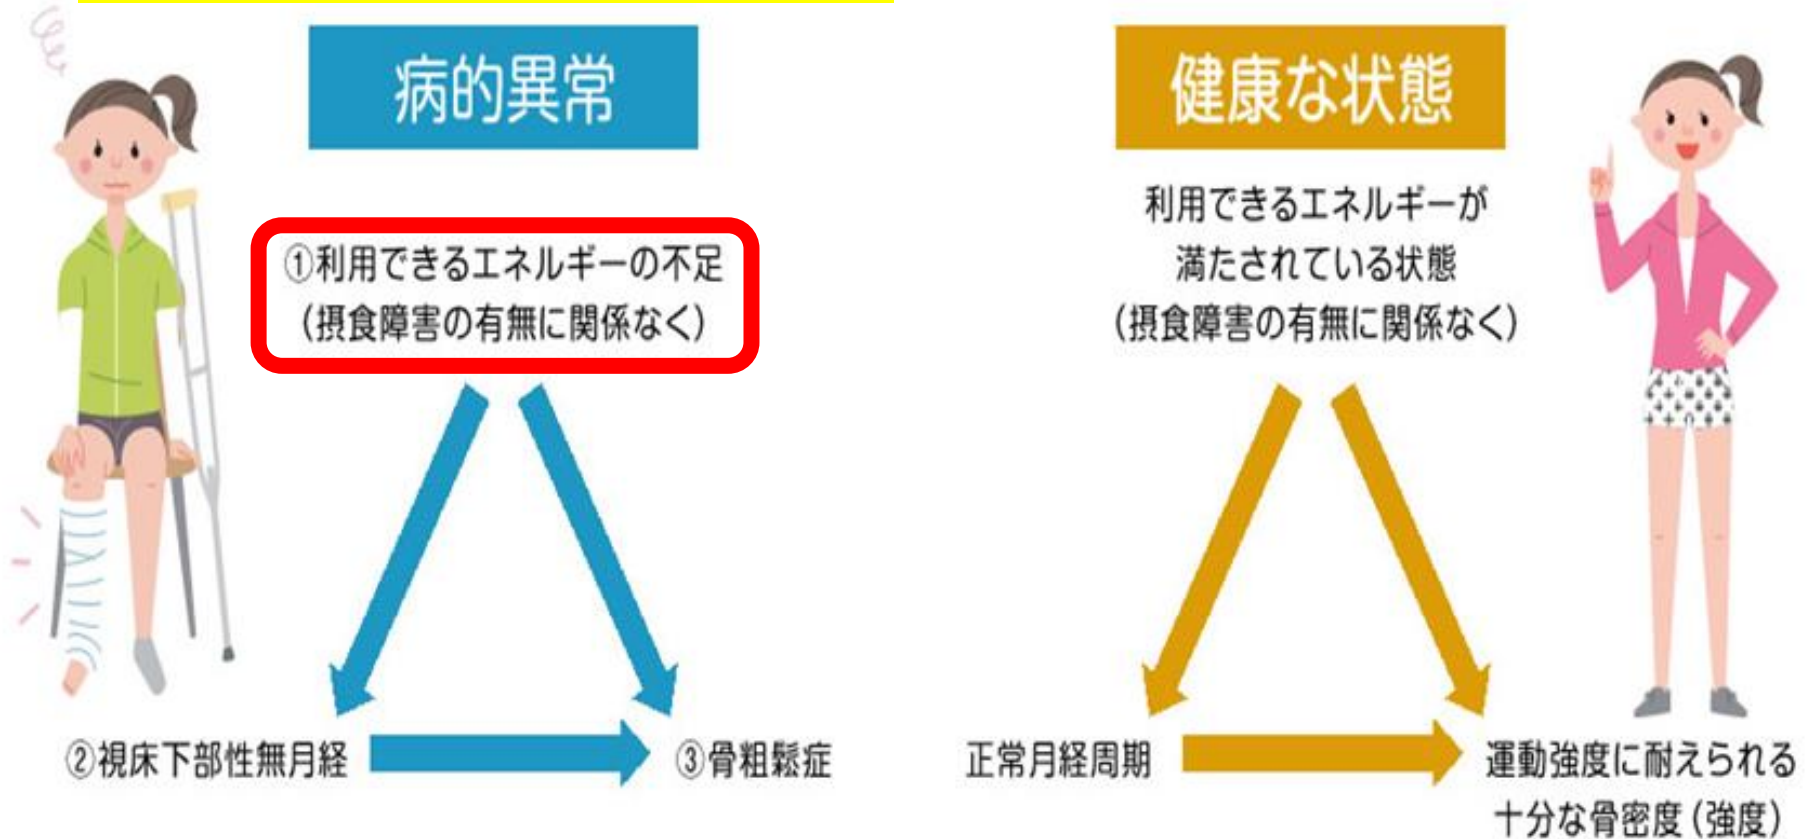 病的異常
①利用できるエネルギーの不足
(摂食障害の有無に関係なく)
②視床下部性無月経
③骨粗鬆症
健康な状態
利用できるエネルギーが
満たされている状態
(摂食障害の有無に関係なく)
正常月経周期
運動強度に耐えられる
十分な骨密度(強度)